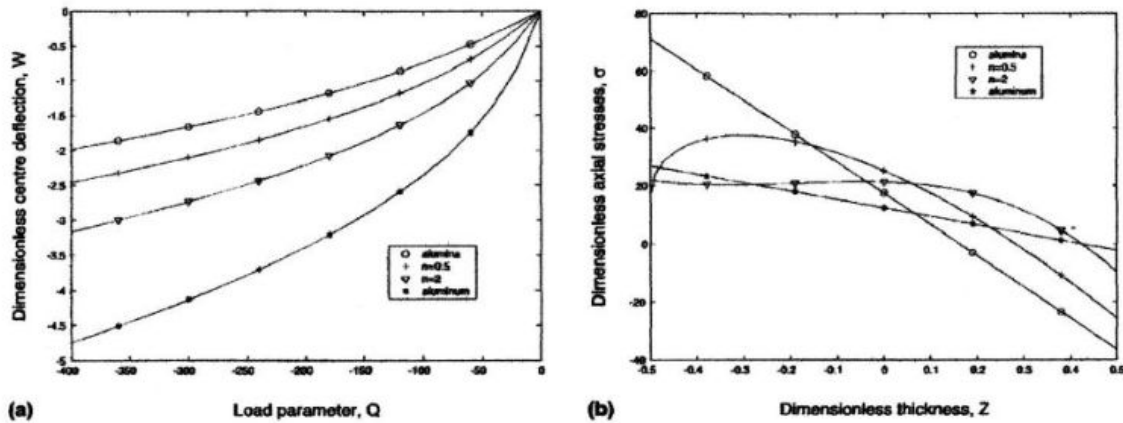 Dimensionless centre deflection, W
0
-0.5
-1
-1.5
-2
-2.5
-3
-3.5
-4
-4.5
-5
-400
-350
-300
-250
-200
-150
-100
-50
0
alumina
n=0.5
n=2
aluminum
(a)
Load parameter, Q
Dimensionless axial stresses, σ
80
60
40
20
0
-20
-40
-0.5
-0.4
-0.3
-0.2
-0.1
0
0.1
0.2
0.3
0.4
0.5
alumina
n=0.5
n=2
aluminum
(b)
Dimensionless thickness, Z